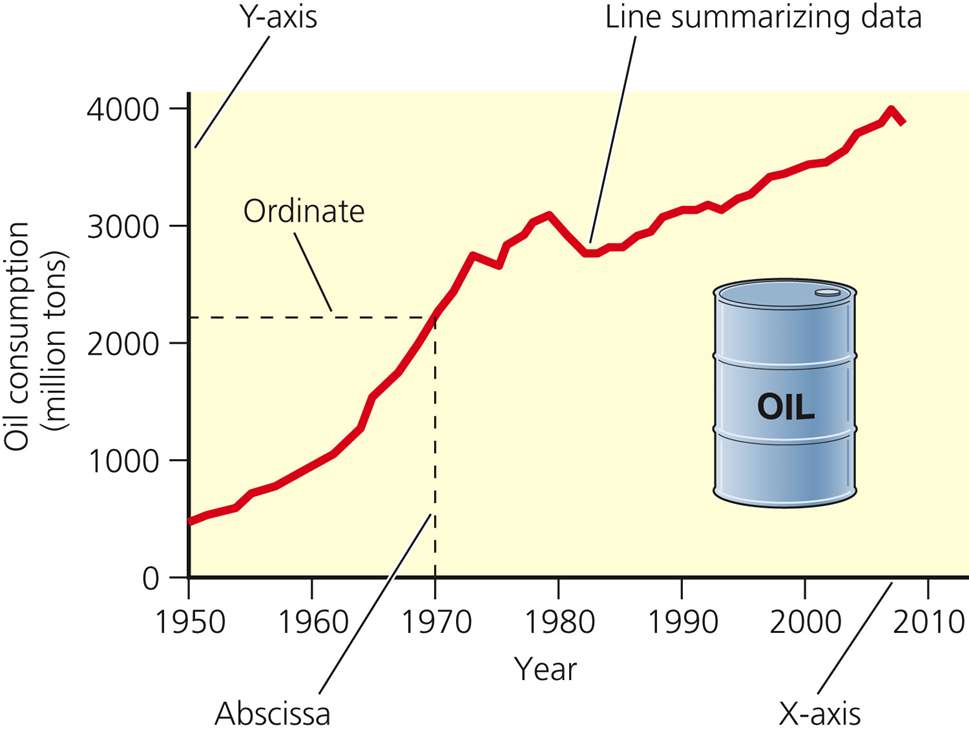 Y-axis
Line summarizing data
4000
3000
2000
1000
0
Oil consumption
(million tons)
Ordinate
OIL
1950 1960 1970 1980 1990 2000 2010
Year
Abscissa
X-axis